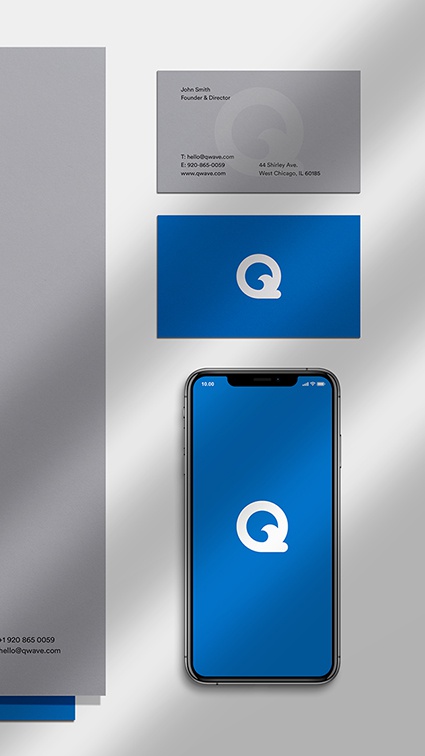 John Smith
Founder & Director
T: hello@qwave.com
E: 920-865-0059
www.qwave.com
44 Shirley Ave.
West Chicago, IL 60185
Q
10.00
Q
+1 920 865 0059
hello@qwave.com